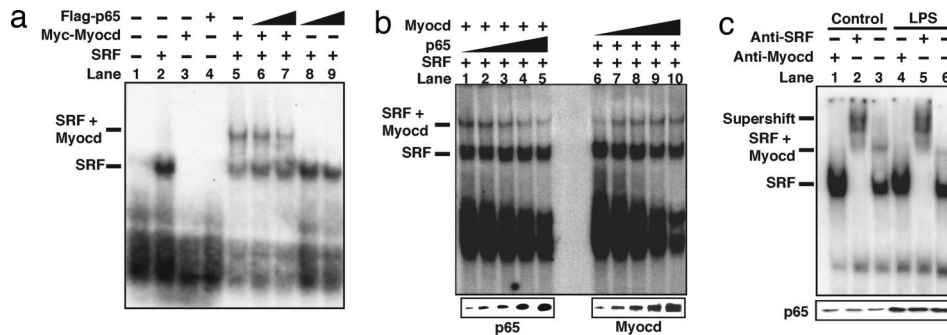 a
Flag-p65 – – – + +
Myc-Myocd – – + – + + + – –
SRF – + – – + + + + +
Lane 1 2 3 4 5 6 7 8 9
SRF +
Myocd
SRF
b
Myocd + + + + +
p65 + + + + +
SRF + + + + + + + + + +
Lane 1 2 3 4 5 6 7 8 9 10
SRF +
Myocd
SRF
p65 Myocd
c
Control LPS
Anti-SRF – + – – + –
Anti-Myocd + – – + – –
Lane 1 2 3 4 5 6
Supershift
SRF +
Myocd
SRF
p65